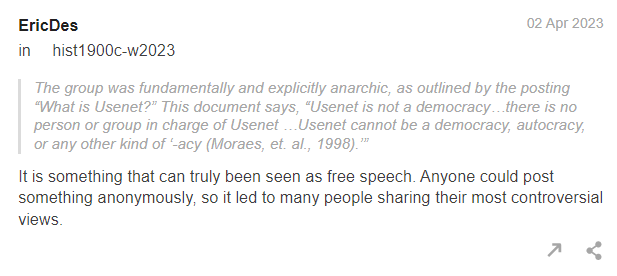 EricDes
02 Apr 2023
in hist1900c-w2023
The group was fundamentally and explicitly anarchic, as outlined by the posting
“What is Usenet?” This document says, “Usenet is not a democracy…there is no
person or group in charge of Usenet …Usenet cannot be a democracy, autocracy,
or any other kind of ‘-acy (Moraes, et. al., 1998).’”
It is something that can truly been seen as free speech. Anyone could post
something anonymously, so it led to many people sharing their most controversial
views.